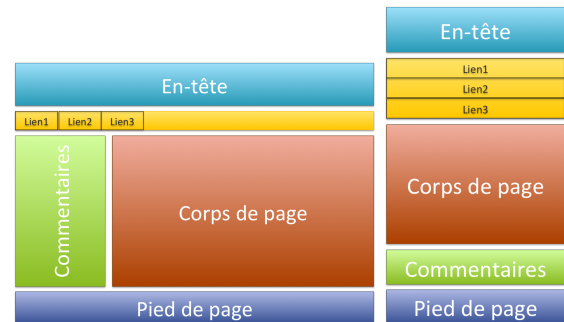 En-tête
Lien1
Lien2
Lien3
Commentaires
Corps de page
Pied de page
En-tête
Lien1
Lien2
Lien3
Corps de page
Commentaires
Pied de page